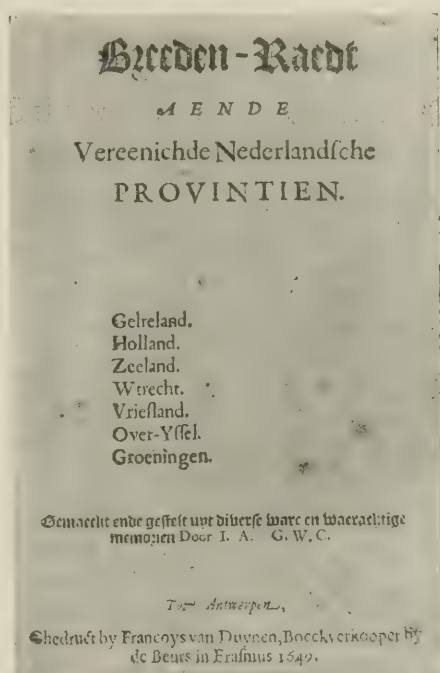 Breeden-Raedt
AENDE
Vereenichde Nederlandſche
PROVINTIEN.
Gelreland.
Holland.
Zeeland.
Wtrecht.
Vrieſland.
Over-Yſſel.
Groeningen.
Gemaeckt ende geſtelt uyt diverſe ware en waerachtige
memorien Door I. A. G. W. C.
Tot Antwerpen,
Ghedruct by Francoys van Duynen, Boeckverkooper by
de Beurs in Eraſmus 1649.